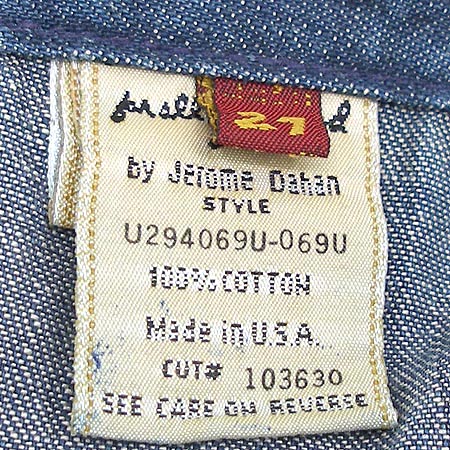 27
by Jerome Dahan
STYLE
U294069U-069U
100% COTTON
Made in U.S.A.
CUT# 103630
SEE CARE ON REVERSE